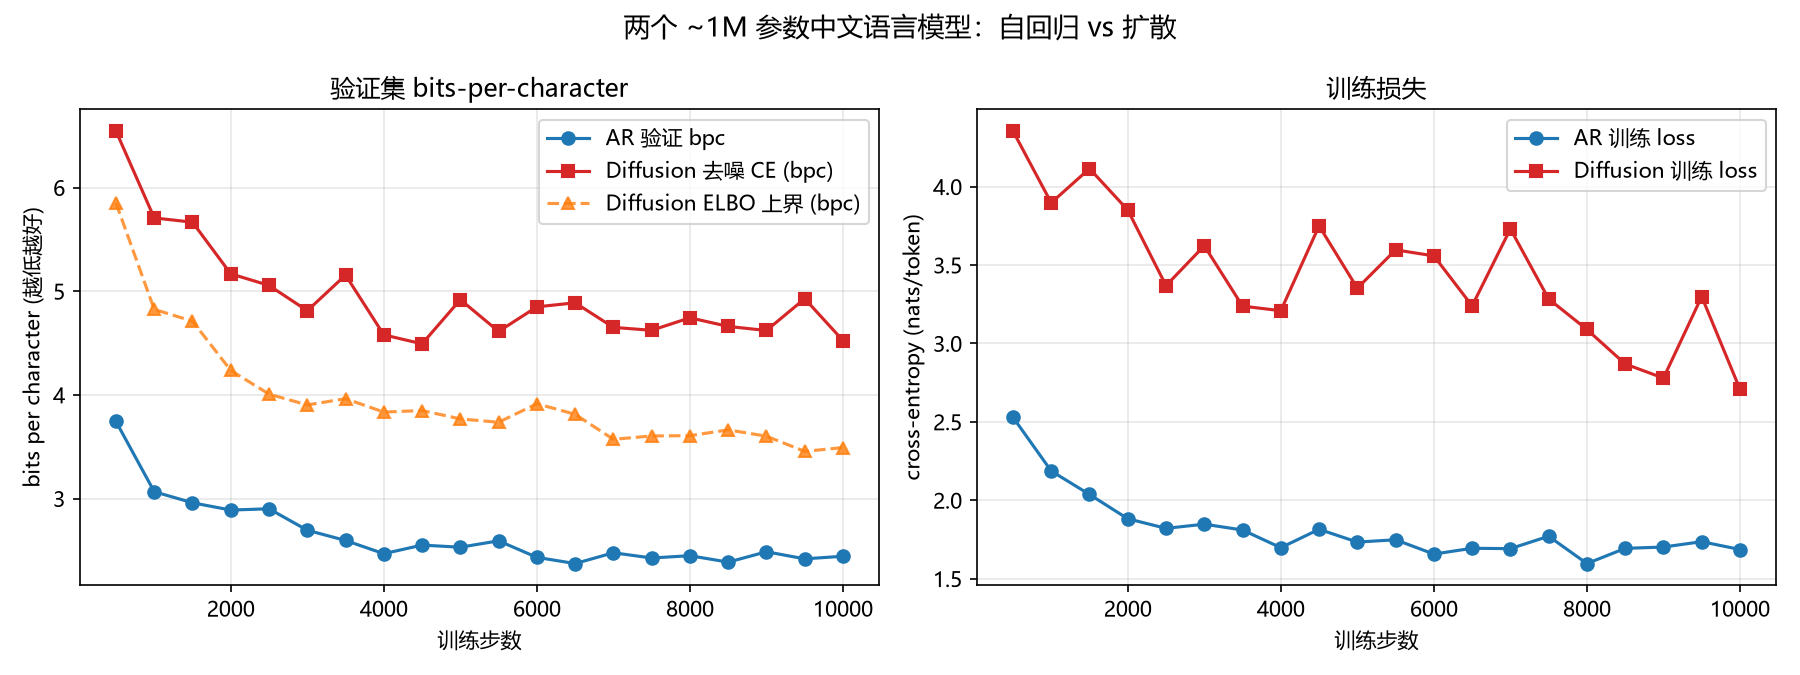 两个 ~1M 参数中文语言模型：自回归 vs 扩散
验证集 bits-per-character
bits per character (越低越好)
6
5
4
3
2000
4000
6000
8000
10000
训练步数
AR 验证 bpc
Diffusion 去噪 CE (bpc)
Diffusion ELBO 上界 (bpc)
训练损失
cross-entropy (nats/token)
4.0
3.5
3.0
2.5
2.0
1.5
2000
4000
6000
8000
10000
训练步数
AR 训练 loss
Diffusion 训练 loss